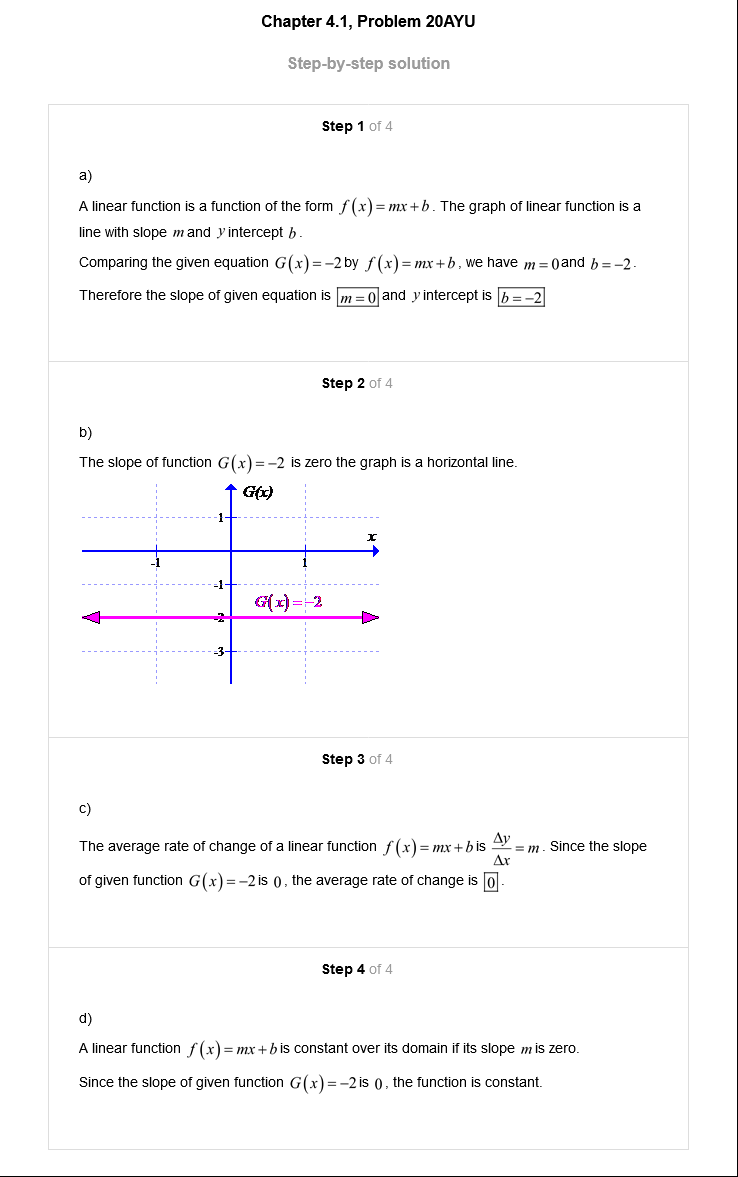 Chapter 4.1, Problem 20AYU
Step-by-step solution
Step 1 of 4
a)
A linear function is a function of the form f(x)=mx+b. The graph of linear function is a
line with slope m and y intercept b.
Comparing the given equation G(x)=−2 by f(x)=mx+b, we have m=0 and b=−2.
Therefore the slope of given equation is m=0 and y intercept is b=−2
Step 2 of 4
b)
The slope of function G(x)=−2 is zero the graph is a horizontal line.
G(x)
1
x
-1
1
-1
G(x)=−2
-2
-3
Step 3 of 4
c)
The average rate of change of a linear function f(x)=mx+b is Δy/Δx=m. Since the slope
of given function G(x)=−2 is 0, the average rate of change is 0.
Step 4 of 4
d)
A linear function f(x)=mx+b is constant over its domain if its slope m is zero.
Since the slope of given function G(x)=−2 is 0, the function is constant.